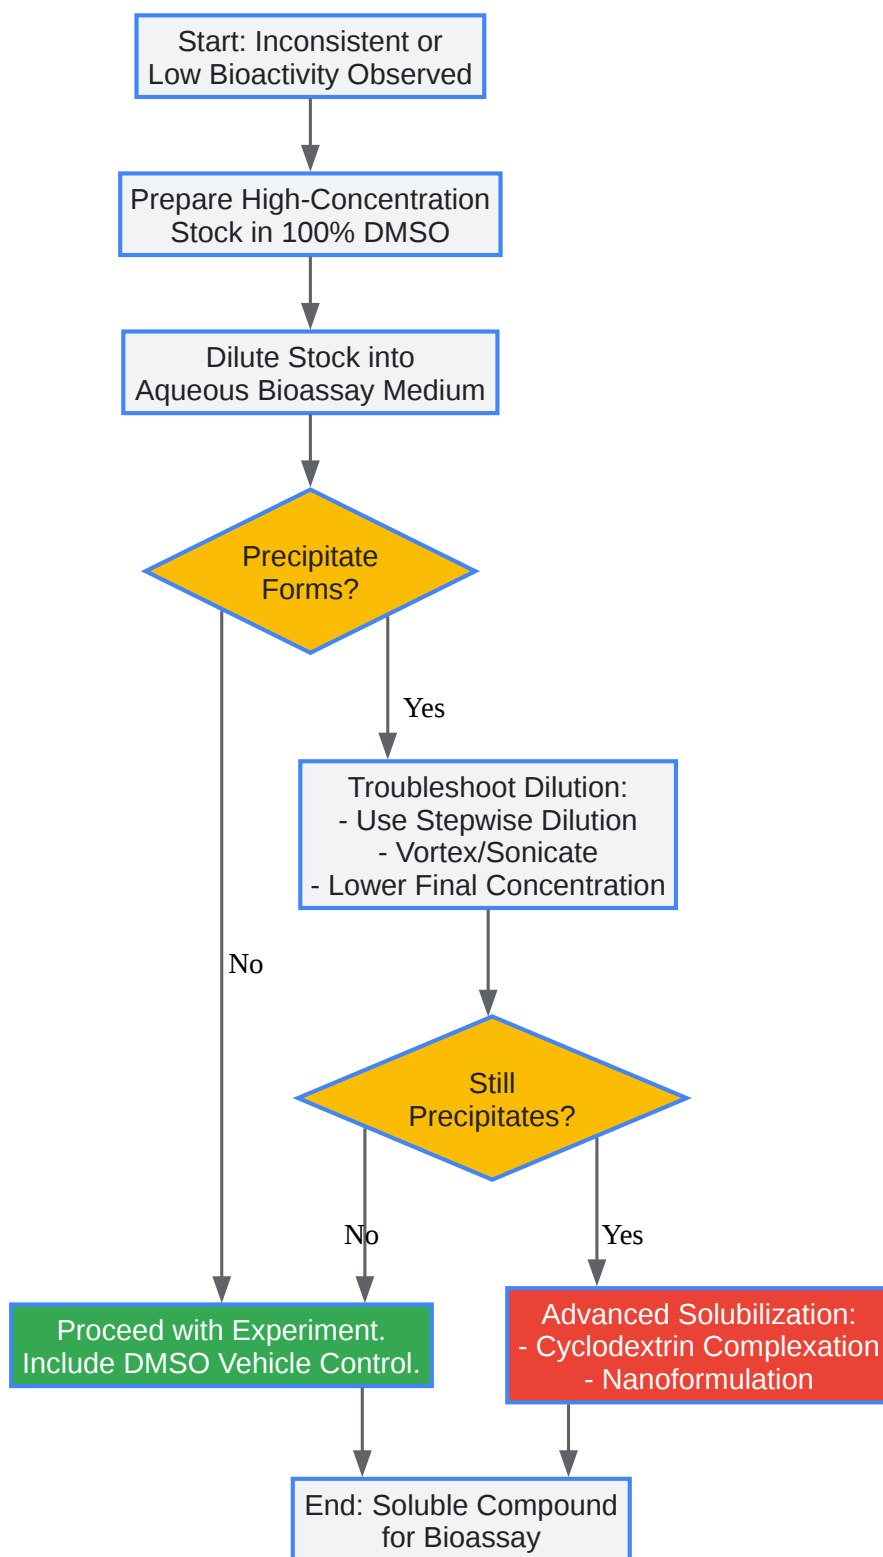 Start: Inconsistent or
Low Bioactivity Observed
Prepare High-Concentration
Stock in 100% DMSO
Dilute Stock into
Aqueous Bioassay Medium
Precipitate
Forms?
Yes
Troubleshoot Dilution:
- Use Stepwise Dilution
- Vortex/Sonicate
- Lower Final Concentration
No
Still
Precipitates?
No
Yes
Proceed with Experiment.
Include DMSO Vehicle Control.
Advanced Solubilization:
- Cyclodextrin Complexation
- Nanoformulation
End: Soluble Compound
for Bioassay